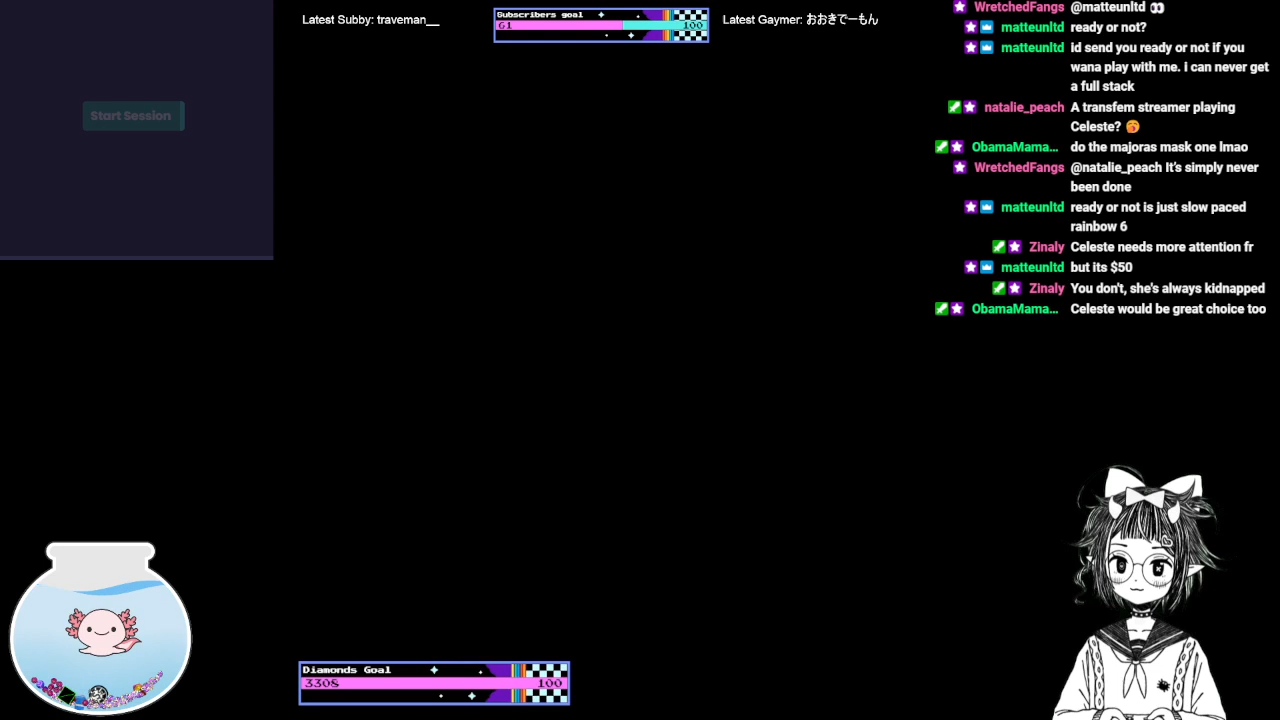 Latest Subby: traveman__
Subscribers goal
61
100
Latest Gaymer: おおきでーもん
WretchedFangs @matteunltd
matteunltd ready or not?
matteunltd id send you ready or not if you
wana play with me. i can never get
a full stack
natalie_peach A transfem streamer playing
Celeste?
ObamaMama... do the majoras mask one lmao
WretchedFangs @natalie_peach It's simply never
been done
matteunltd ready or not is just slow paced
rainbow 6
Zinaly Celeste needs more attention fr
matteunltd but its $50
Zinaly You don't, she's always kidnapped
ObamaMama... Celeste would be great choice too
Start Session
Diamonds Goal
3308
100